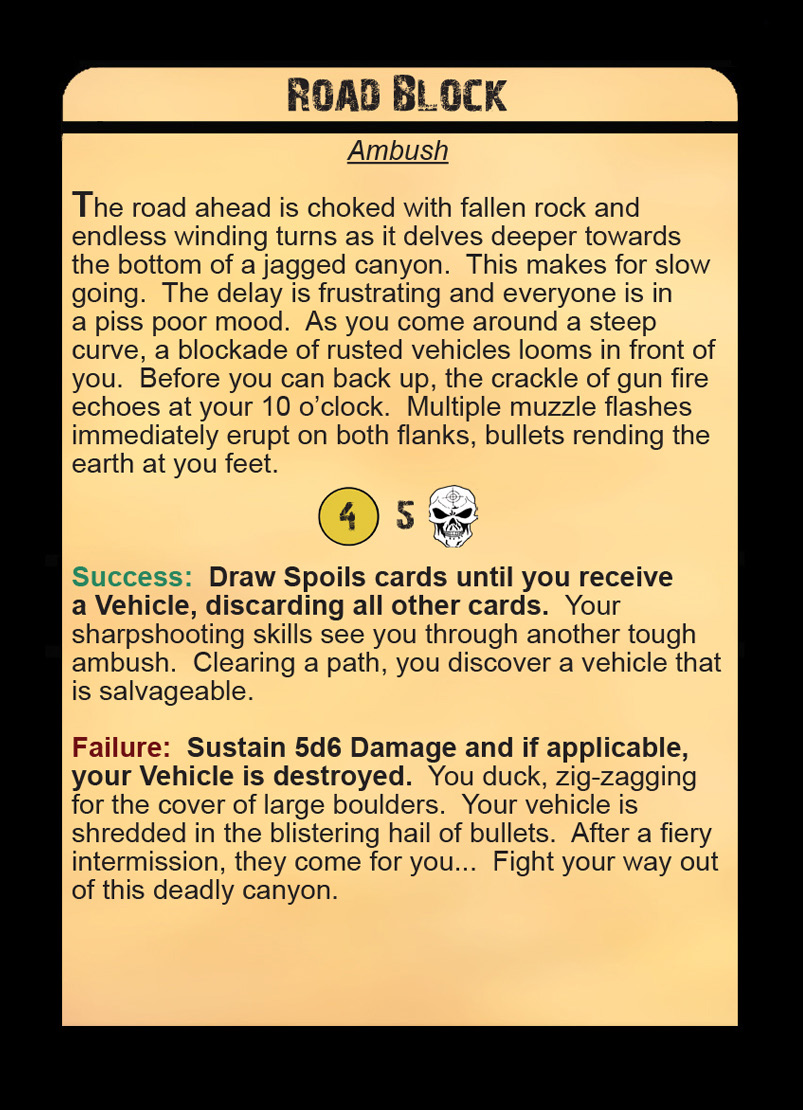 Road Block
Ambush
The road ahead is choked with fallen rock and
endless winding turns as it delves deeper towards
the bottom of a jagged canyon.  This makes for slow
going.  The delay is frustrating and everyone is in
a piss poor mood.  As you come around a steep
curve, a blockade of rusted vehicles looms in front of
you.  Before you can back up, the crackle of gun fire
echoes at your 10 o’clock.  Multiple muzzle flashes
immediately erupt on both flanks, bullets rending the
earth at you feet.
4 5
Success:  Draw Spoils cards until you receive
a Vehicle, discarding all other cards.  Your
sharpshooting skills see you through another tough
ambush.  Clearing a path, you discover a vehicle that
is salvageable.
Failure:  Sustain 5d6 Damage and if applicable,
your Vehicle is destroyed.  You duck, zig-zagging
for the cover of large boulders.  Your vehicle is
shredded in the blistering hail of bullets.  After a fiery
intermission, they come for you...  Fight your way out
of this deadly canyon.